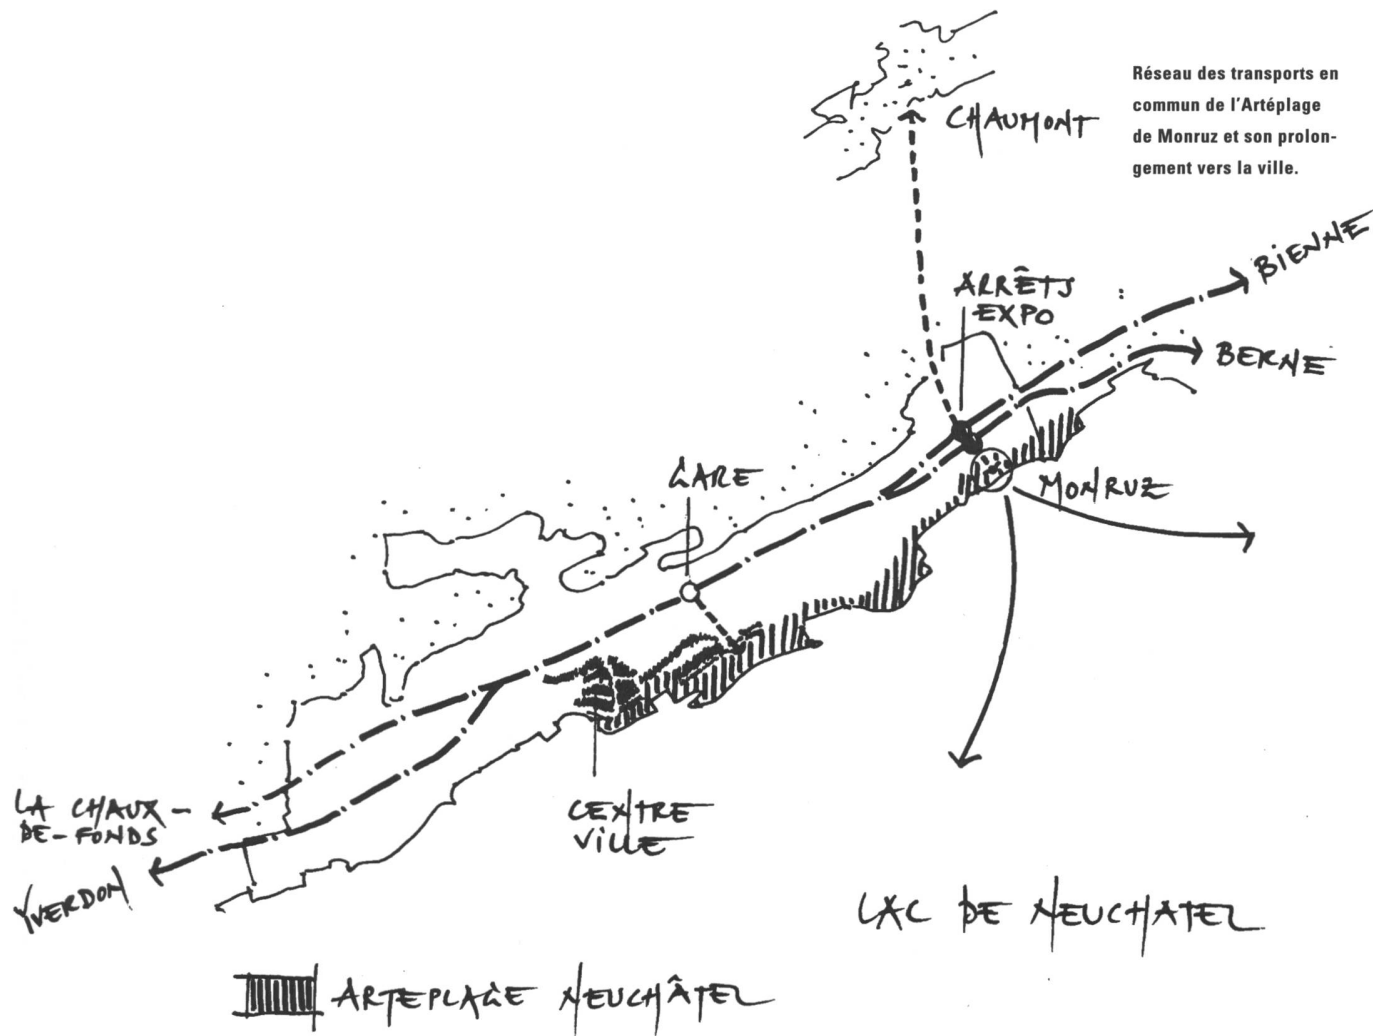 Réseau des transports en
commun de l'Artéplage
de Monruz et son prolon-
gement vers la ville.
CHAUMONT
BIENNE
ARRÊTS
EXPO
BERNE
GARE
MONRUZ
LA CHAUX-
DE-FONDS
YVERDON
CENTRE
VILLE
LAC DE NEUCHATEL
ARTEPLAGE NEUCHÂTEL